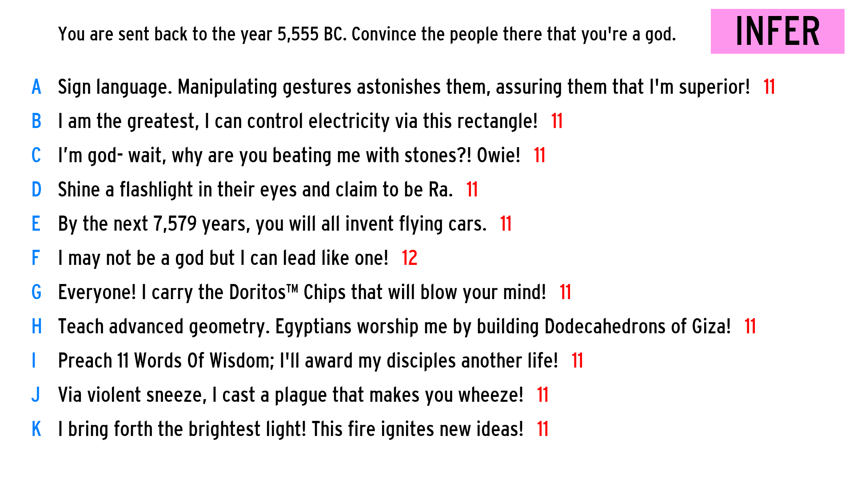 You are sent back to the year 5,555 BC. Convince the people there that you're a god.
INFER
A Sign language. Manipulating gestures astonishes them, assuring them that I'm superior! 11
B I am the greatest, I can control electricity via this rectangle! 11
C I’m god- wait, why are you beating me with stones?! Owie! 11
D Shine a flashlight in their eyes and claim to be Ra. 11
E By the next 7,579 years, you will all invent flying cars. 11
F I may not be a god but I can lead like one! 12
G Everyone! I carry the Doritos™ Chips that will blow your mind! 11
H Teach advanced geometry. Egyptians worship me by building Dodecahedrons of Giza! 11
I Preach 11 Words Of Wisdom; I'll award my disciples another life! 11
J Via violent sneeze, I cast a plague that makes you wheeze! 11
K I bring forth the brightest light! This fire ignites new ideas! 11